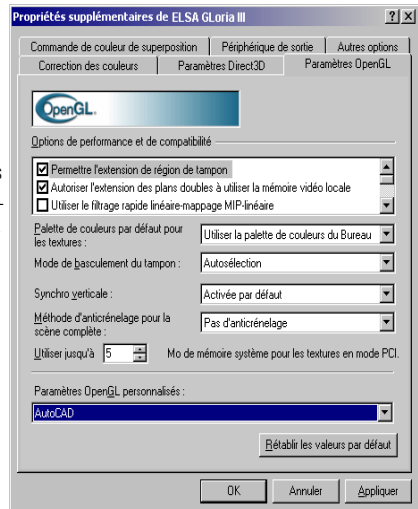 Propriétés supplémentaires de ELSA GLoria III
Commande de couleur de superposition
Périphérique de sortie
Autres options
Correction des couleurs
Paramètres Direct3D
Paramètres OpenGL
OpenGL.
Options de performance et de compatibilité
Permettre l'extension de région de tampon
Autoriser l'extension des plans doubles à utiliser la mémoire vidéo locale
Utiliser le filtrage rapide linéaire-mappage MIP-linéaire
s
Palette de couleurs par défaut pour les textures :
Utiliser la palette de couleurs du Bureau
Mode de basculement du tampon :
Autosélection
Synchro verticale :
Activée par défaut
Méthode d'anticrénelage pour la scène complète :
Pas d'anticrénelage
Utiliser jusqu'à 5 Mo de mémoire système pour les textures en mode PCI.
Paramètres OpenGL personnalisés :
AutoCAD
Rétablir les valeurs par défaut
OK
Annuler
Appliquer